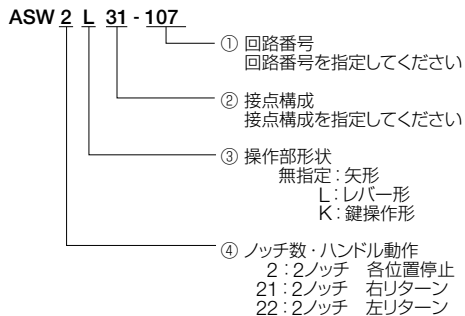 ASW 2 L 31 - 107
① 回路番号
回路番号を指定してください
② 接点構成
接点構成を指定してください
③ 操作部形状
無指定：矢形
L：レバー形
K：鍵操作形
④ ノッチ数・ハンドル動作
2：2ノッチ 各位置停止
21：2ノッチ 右リターン
22：2ノッチ 左リターン